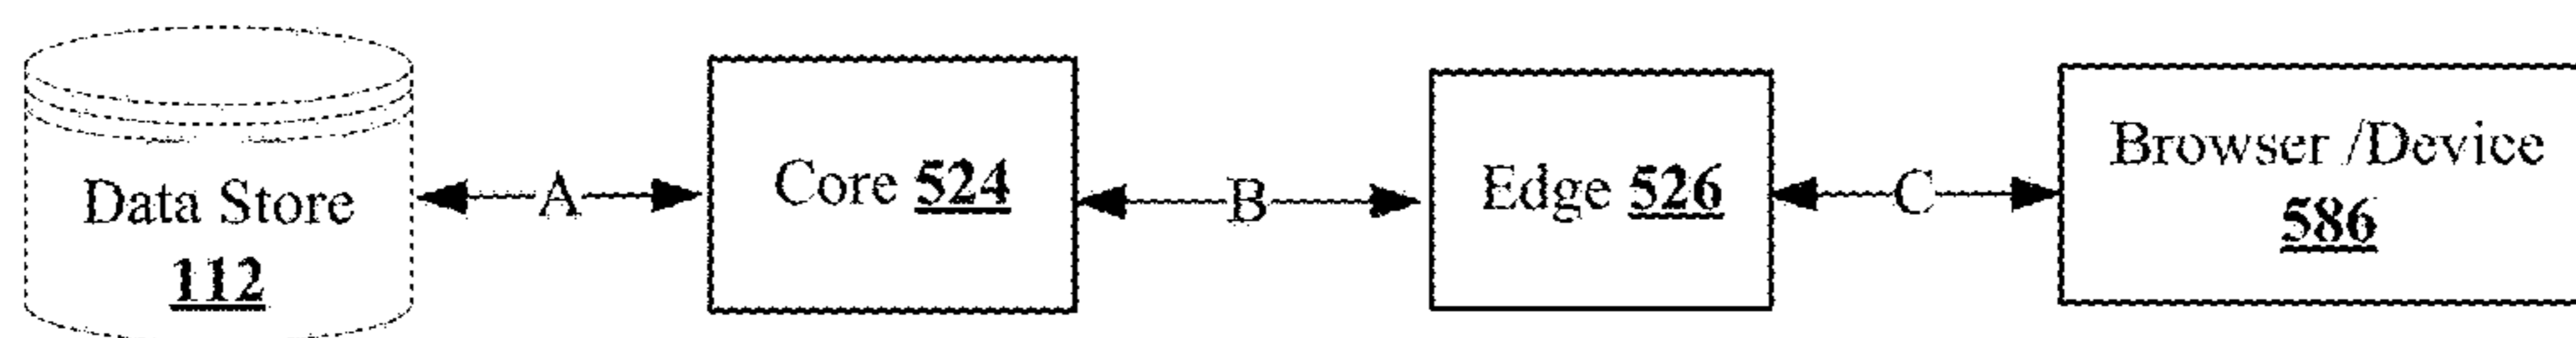 Data Store
112
A
Core 524
B
Edge 526
C
Browser /Device
586